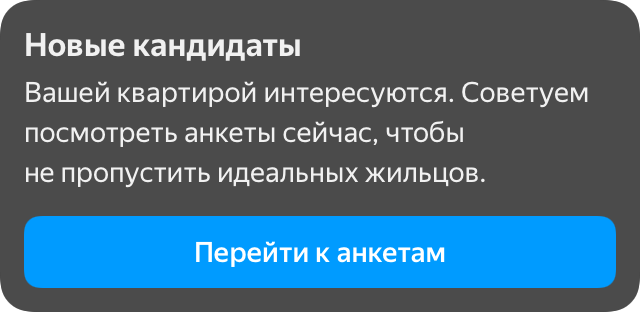 Новые кандидаты
Вашей квартирой интересуются. Советуем
посмотреть анкеты сейчас, чтобы
не пропустить идеальных жильцов.
Перейти к анкетам